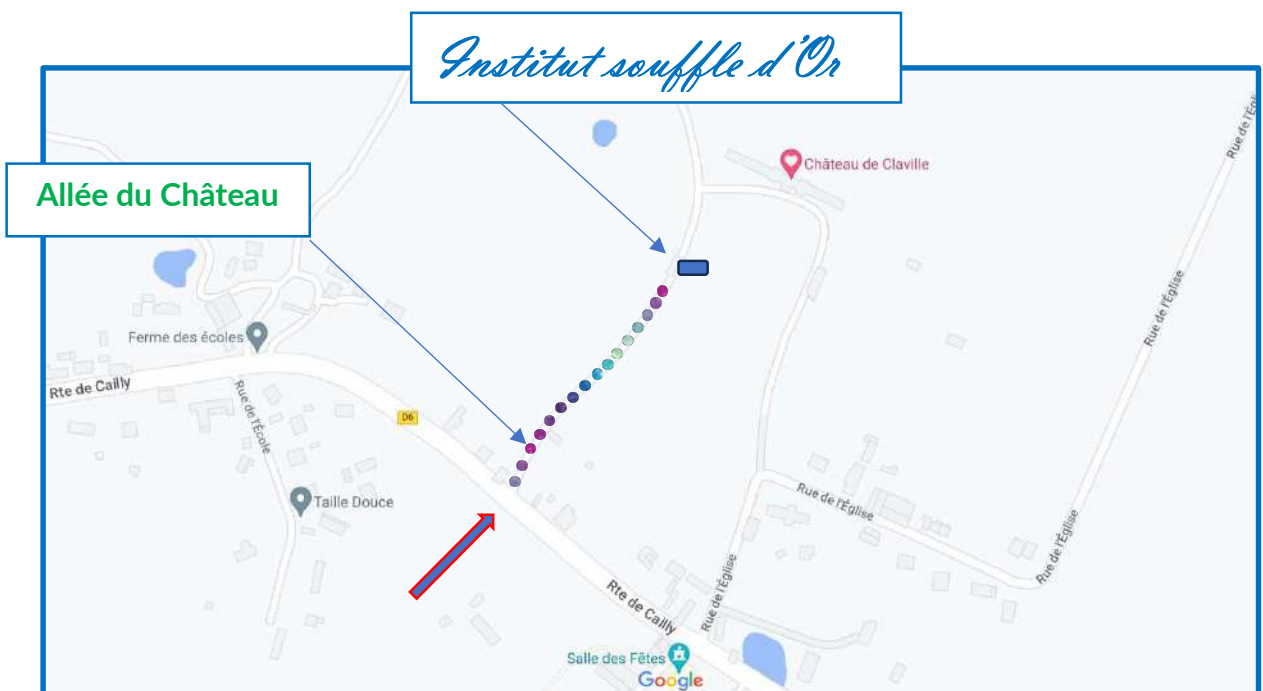 Institut souffle d'Or
Château de Claville
Allée du Château
Rue de l'Égli
Rue de l'Église
Ferme des écoles
Rte de Cailly
D6
Rue de l'École
Taille Douce
Rue de l'Église
Rue de l'Église
Rue de l'Église
Rte de Cailly
Salle des Fêtes
Google